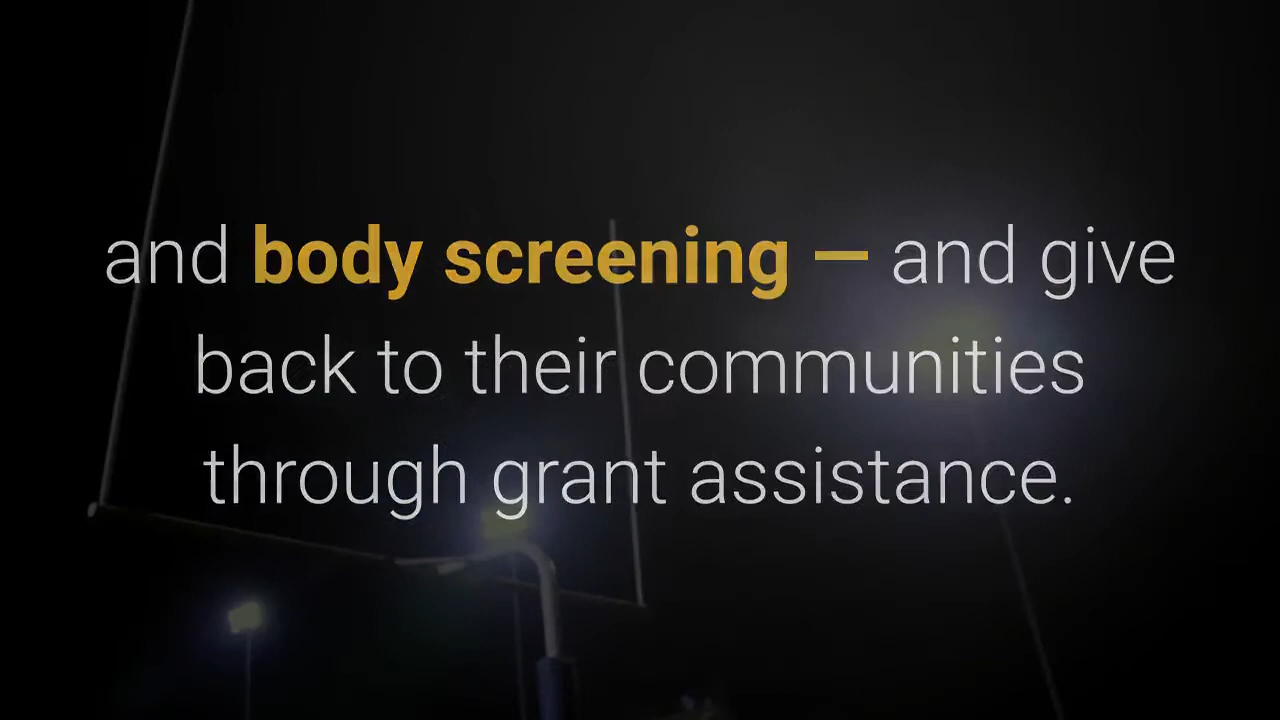 and body screening — and give
back to their communities
through grant assistance.